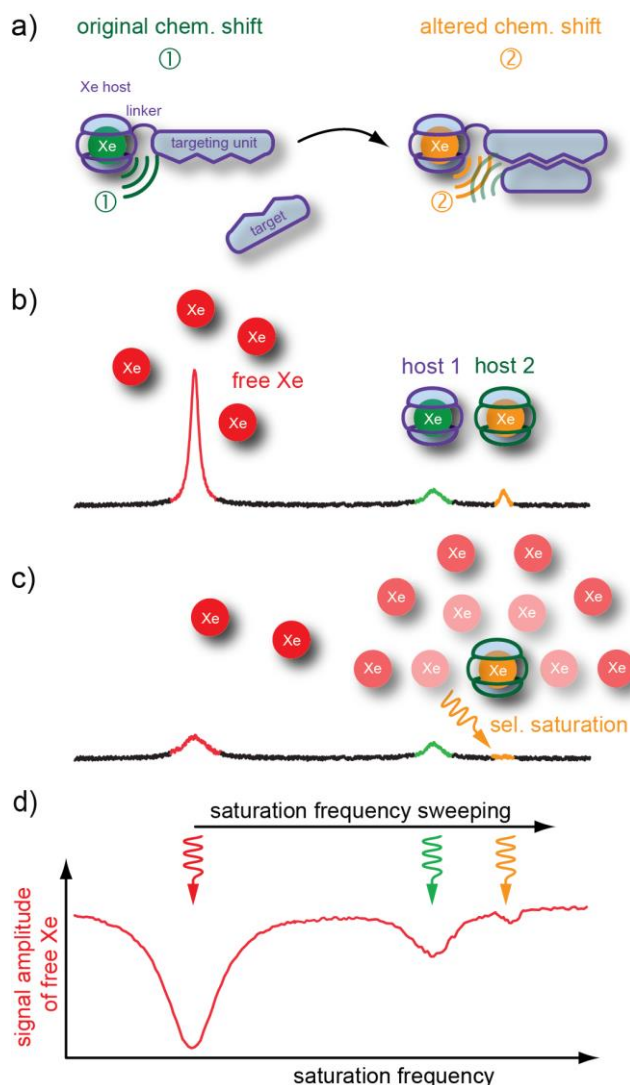 a)
original chem. shift
①
altered chem. shift
②
Xe host
linker
Xe
targeting unit
①
target
Xe
②
b)
Xe
Xe
Xe
free Xe
Xe
host 1
host 2
Xe
Xe
c)
Xe
Xe
Xe
Xe
Xe
Xe
Xe
Xe
Xe
Xe
Xe
Xe
Xe
sel. saturation
d)
saturation frequency sweeping
signal amplitude
of free Xe
saturation frequency